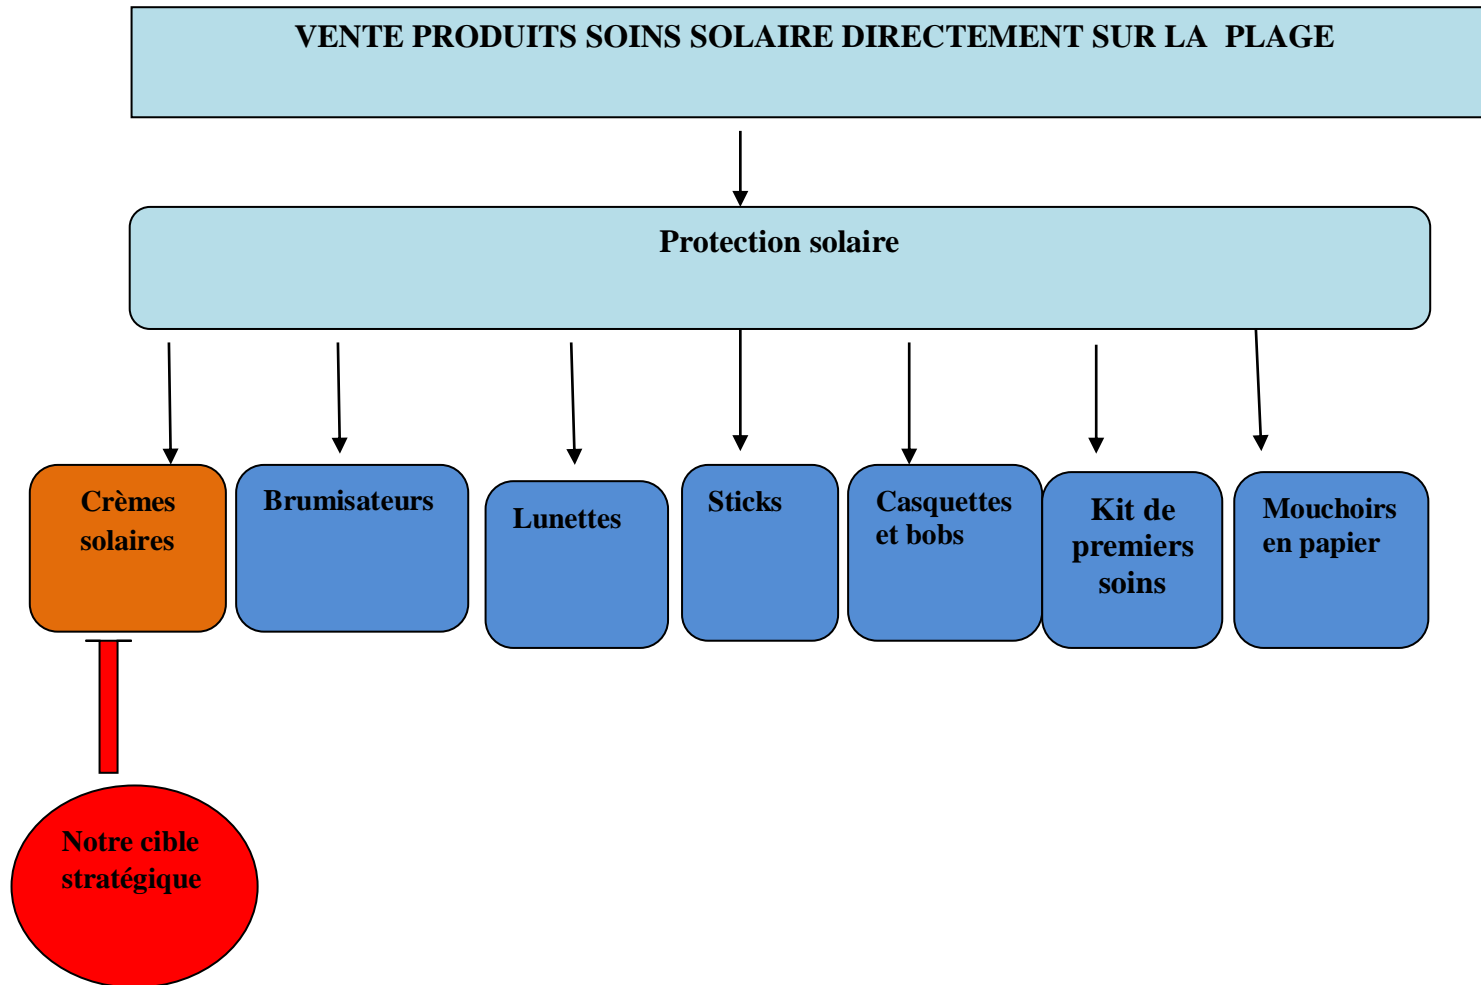 VENTE PRODUITS SOINS SOLAIRE DIRECTEMENT SUR LA PLAGE
Protection solaire
Crèmes
solaires
Brumisateurs
Lunettes
Sticks
Casquettes
et bobs
Kit de
premiers
soins
Mouchoirs
en papier
Notre cible
stratégique